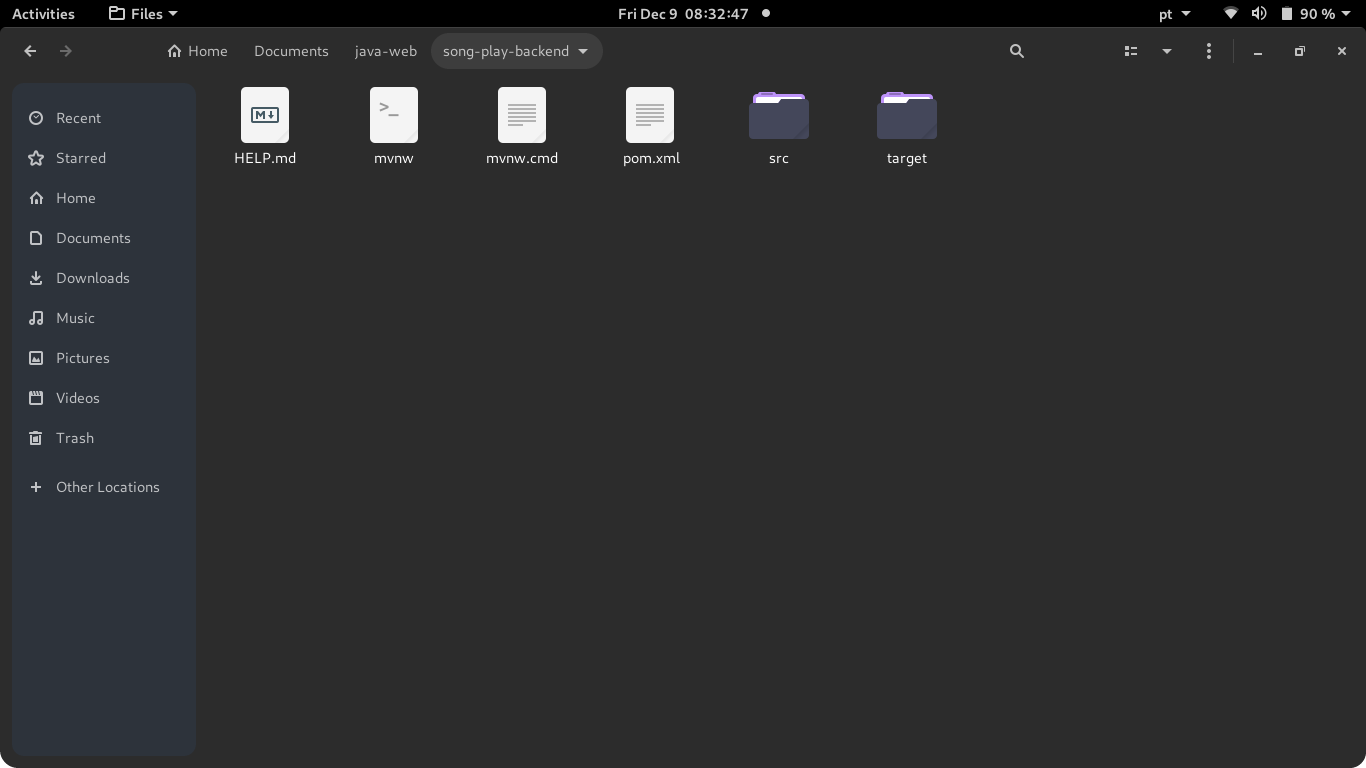 Activities Files Fri Dec 9 08:32:47 pt 90 %
Home Documents java-web song-play-backend
Recent
Starred
Home
Documents
Downloads
Music
Pictures
Videos
Trash
Other Locations
M
>_
HELP.md mvnw mvnw.cmd pom.xml src target